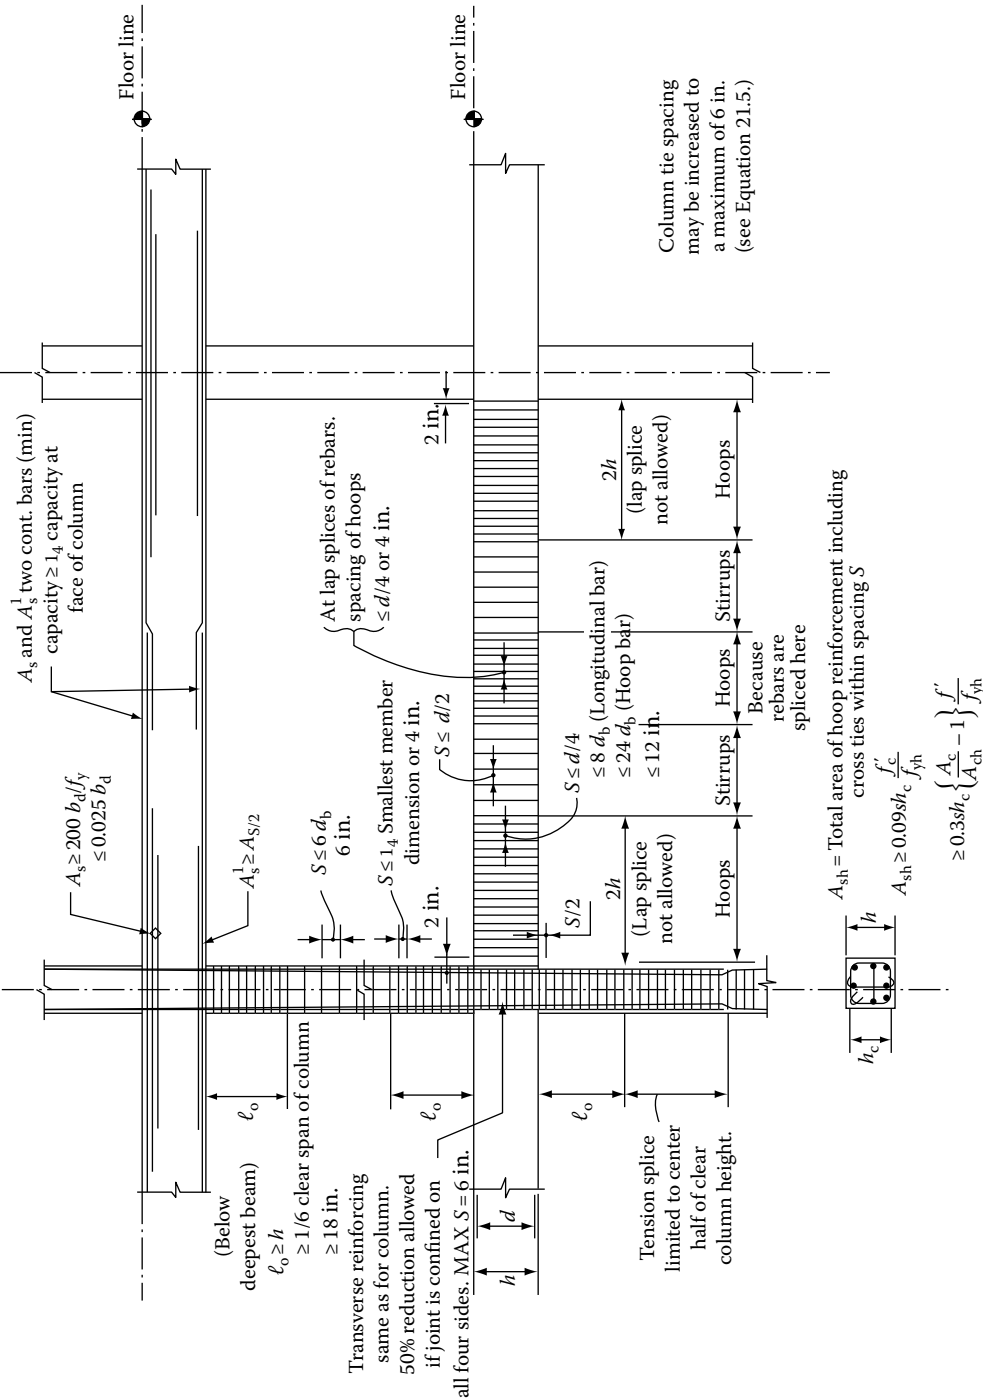 Floor line
Floor line
A_s and A_s^1 two cont. bars (min)
capacity ≥ 1_4 capacity at
face of column
A_s ≥ 200 b_d/f_y
≤ 0.025 b_d
A_s^1 ≥ A_S/2
S ≤ 6 d_b
6 in.
S ≤ 1_4 Smallest member
dimension or 4 in.
2 in.
S ≤ d/2
At lap splices of rebars.
spacing of hoops
≤ d/4 or 4 in.
2 in.
S ≤ d/4
≤ 8 d_b (Longitudinal bar)
≤ 24 d_b (Hoop bar)
≤ 12 in.
S/2
2h
(Lap splice
not allowed)
2h
(lap splice
not allowed)
Hoops
Stirrups
Hoops
Stirrups
Hoops
Because
rebars are
spliced here
Column tie spacing
may be increased to
a maximum of 6 in.
(see Equation 21.5.)
ℓ_o
ℓ_o
ℓ_o
(Below
deepest beam)
ℓ_o ≥ h
≥ 1/6 clear span of column
≥ 18 in.
Transverse reinforcing
same as for column.
50% reduction allowed
if joint is confined on
all four sides. MAX S = 6 in.
h
d
Tension splice
limited to center
half of clear
column height.
h_c
h
A_sh = Total area of hoop reinforcement including
cross ties within spacing S
A_sh ≥ 0.09sh_c f_c'/f_yh
≥ 0.3sh_c {A_c/A_ch − 1} f'/f_yh